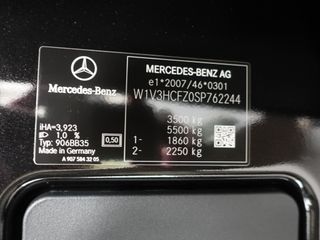 Mercedes-Benz
MERCEDES-BENZ AG
e1*2007/46*0301
W1V3HCFZ0SP762244
3500 kg
5500 kg
1- 1860 kg
2- 2250 kg
iHA=3,923
1,0 %
Typ: 906BB35
0,50
Made in Germany
A 907 584 32 05